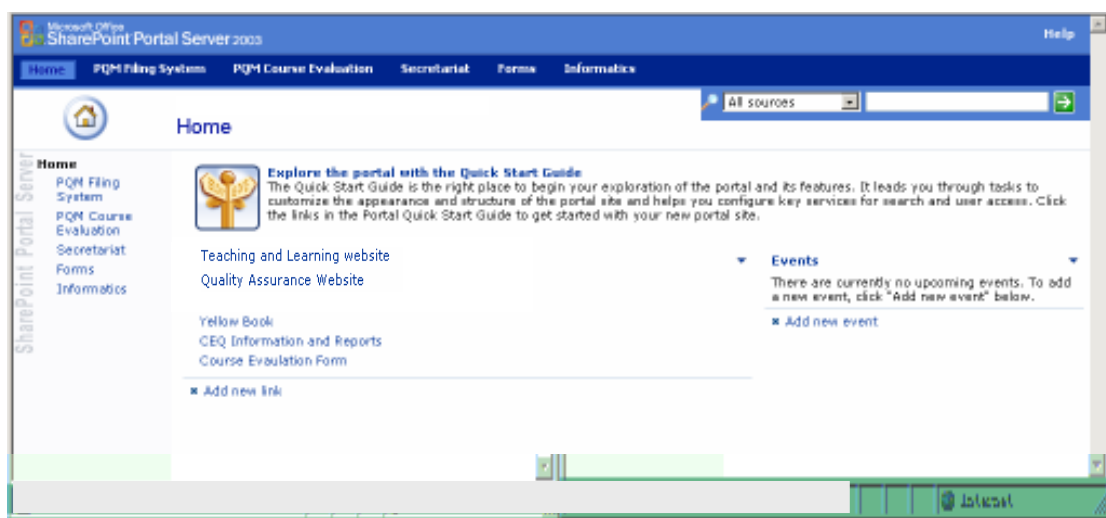 Microsoft Office
SharePoint Portal Server 2003
Help
Home PQM Filing System PQM Course Evaluation Secretariat Forms Informatics
All sources
Home
SharePoint Portal Server
Home
PQM Filing
System
PQM Course
Evaluation
Secretariat
Forms
Informatics
Explore the portal with the Quick Start Guide
The Quick Start Guide is the right place to begin your exploration of the portal and its features. It leads you through tasks to
customize the appearance and structure of the portal site and helps you configure key services for search and user access. Click
the links in the Portal Quick Start Guide to get started with your new portal site.
Teaching and Learning website
Quality Assurance Website
Yellow Book
CEQ Information and Reports
Course Evaulation Form
Add new link
Events
There are currently no upcoming events. To add
a new event, click "Add new event" below.
Add new event